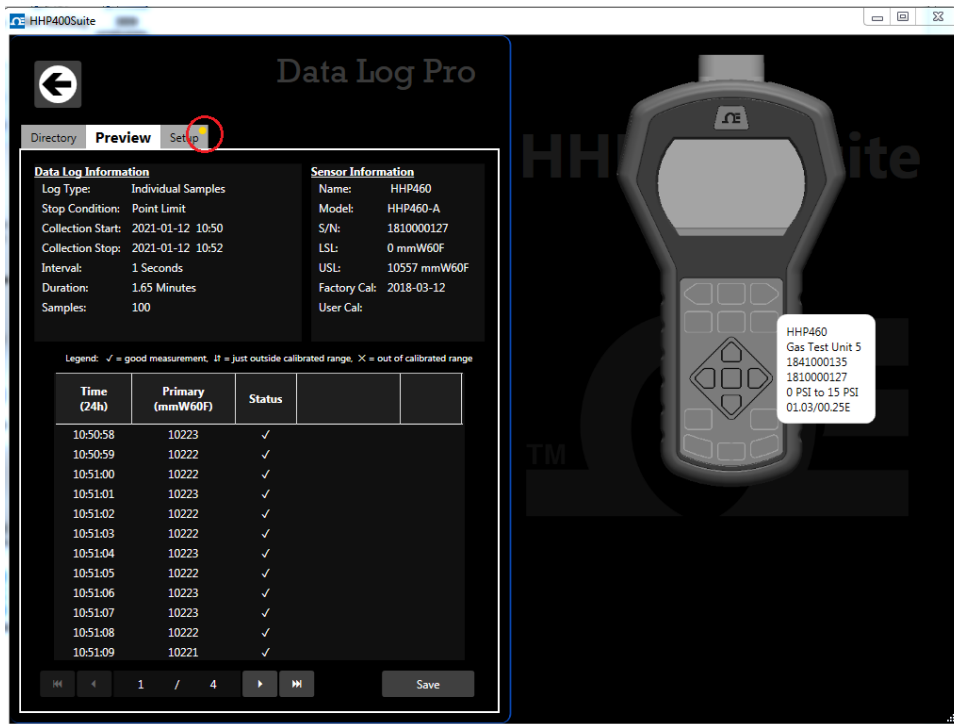 HHP400Suite
Data Log Pro
Directory Preview Setup
Data Log Information
Log Type: Individual Samples
Stop Condition: Point Limit
Collection Start: 2021-01-12 10:50
Collection Stop: 2021-01-12 10:52
Interval: 1 Seconds
Duration: 1.65 Minutes
Samples: 100
Sensor Information
Name: HHP460
Model: HHP460-A
S/N: 1810000127
LSL: 0 mmW60F
USL: 10557 mmW60F
Factory Cal: 2018-03-12
User Cal:
Legend: ✓ = good measurement, ↓↑ = just outside calibrated range, ✕ = out of calibrated range
Time Primary Status
(24h) (mmW60F)
10:50:58 10223 ✓
10:50:59 10222 ✓
10:51:00 10222 ✓
10:51:01 10223 ✓
10:51:02 10222 ✓
10:51:03 10222 ✓
10:51:04 10223 ✓
10:51:05 10222 ✓
10:51:06 10223 ✓
10:51:07 10223 ✓
10:51:08 10222 ✓
10:51:09 10221 ✓
1 / 4
Save
HHP460
Gas Test Unit 5
1841000135
1810000127
0 PSI to 15 PSI
01.03/00.25E
TM